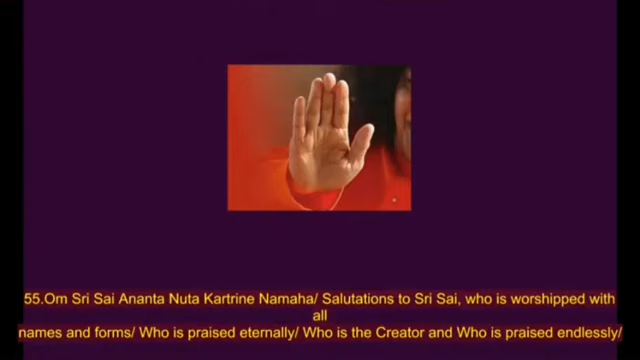 55.Om Sri Sai Ananta Nuta Kartrine Namaha/ Salutations to Sri Sai, who is worshipped with
all
names and forms/ Who is praised eternally/ Who is the Creator and Who is praised endlessly/